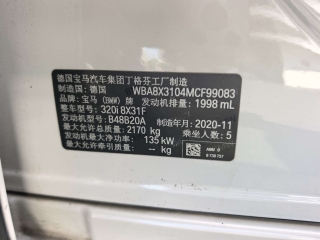 德国宝马汽车集团丁格芬工厂制造
制造国：德国 WBA8X3104MCF99083
品牌：宝马（BMW）牌 发动机排量：1998 mL
整车型号：320i 8X31F
发动机型号：B48B20A 制造年月：2020-11
最大允许总质量：2170 kg 乘坐人数：5
发动机最大净功率：135 kW
最大允许牵引质量：-- kg